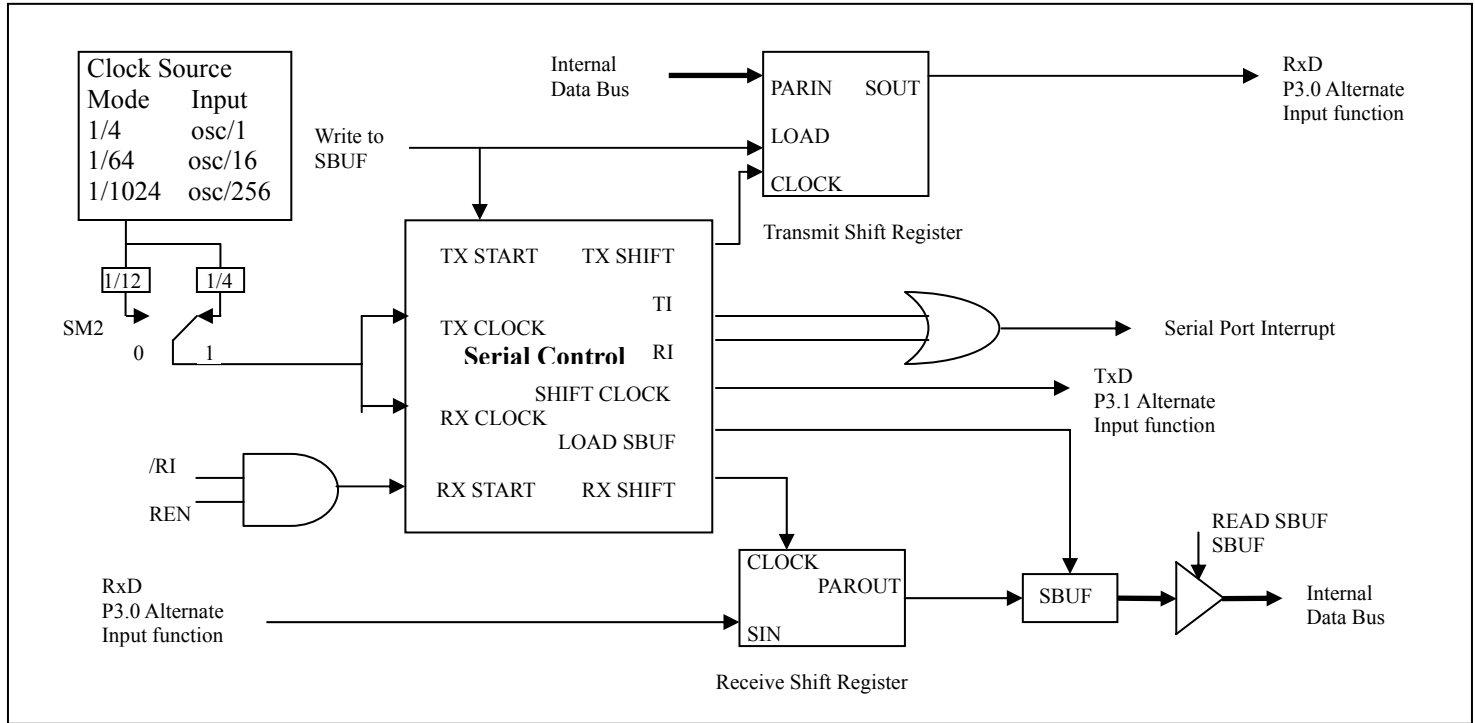 Clock Source
Mode Input
1/4 osc/1
1/64 osc/16
1/1024 osc/256
1/12
1/4
SM2
0 1
Internal
Data Bus
Write to
SBUF
PARIN SOUT
LOAD
CLOCK
Transmit Shift Register
RxD
P3.0 Alternate
Input function
TX START TX SHIFT
TI
TX CLOCK
Serial Control
RI
SHIFT CLOCK
RX CLOCK
LOAD SBUF
RX START RX SHIFT
Serial Port Interrupt
TxD
P3.1 Alternate
Input function
/RI
REN
RxD
P3.0 Alternate
Input function
CLOCK
PAROUT
SIN
Receive Shift Register
SBUF
READ SBUF
SBUF
Internal
Data Bus